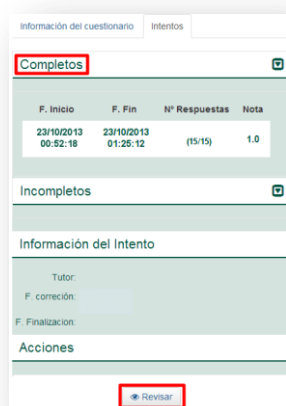 Información del cuestionario Intentos
Completos
F. Inicio F. Fin Nº Respuestas Nota
23/10/2013 00:52:18 23/10/2013 01:25:12 (15/15) 1.0
Incompletos
Información del Intento
Tutor:
F. correción:
F. Finalizacion:
Acciones
Revisar